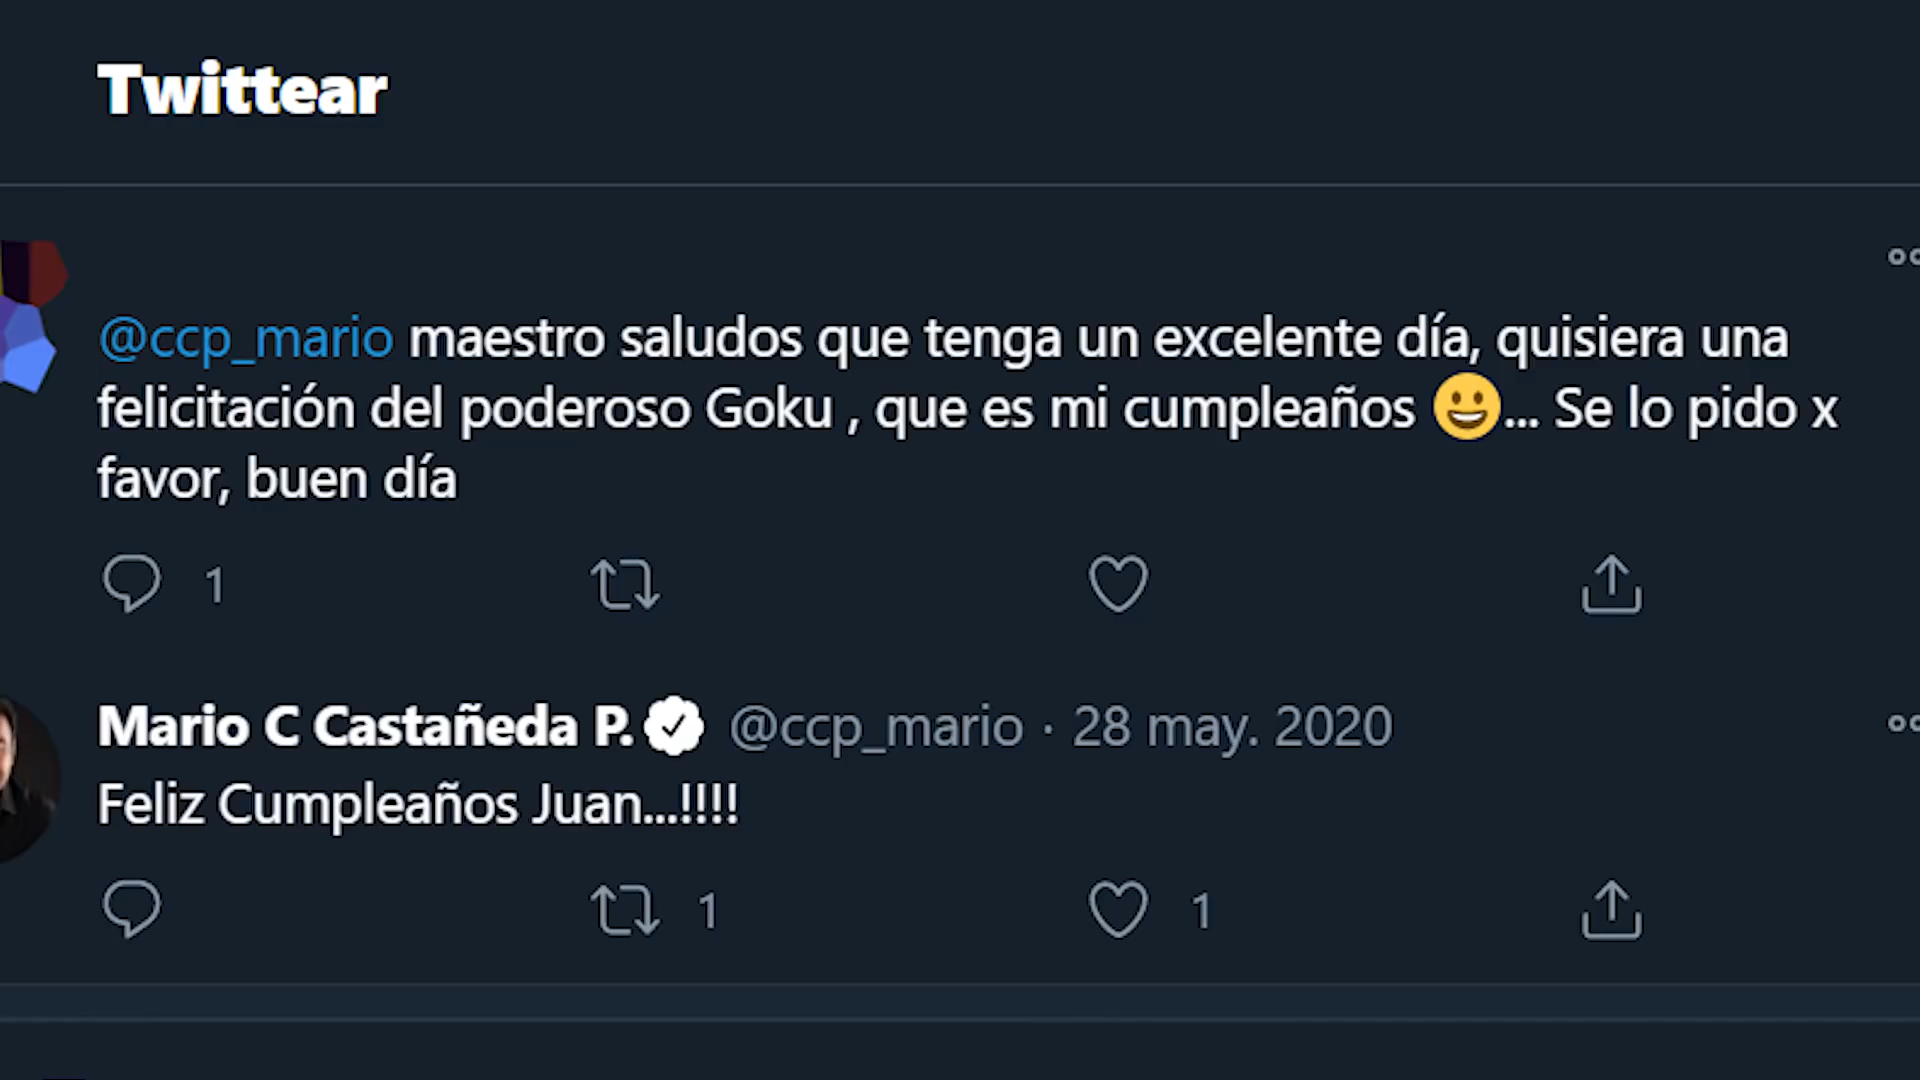 Twittear
@ccp_mario maestro saludos que tenga un excelente día, quisiera una
felicitación del poderoso Goku , que es mi cumpleaños 😀... Se lo pido x
favor, buen día
1
Mario C Castañeda P. @ccp_mario · 28 may. 2020
Feliz Cumpleaños Juan...!!!!
1 1